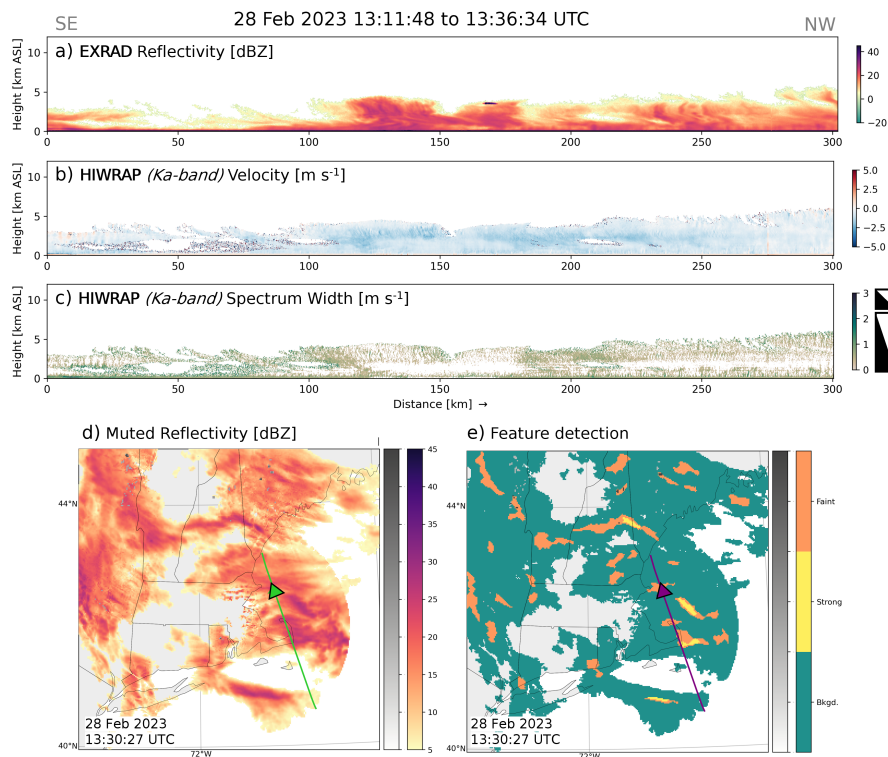 SE 28 Feb 2023 13:11:48 to 13:36:34 UTC NW
a) EXRAD Reflectivity [dBZ]
Height [km ASL]
10
5
0
0 50 100 150 200 250 300
40
20
0
−20
b) HIWRAP (Ka-band) Velocity [m s-1]
Height [km ASL]
10
5
0
0 50 100 150 200 250 300
5.0
2.5
0.0
−2.5
−5.0
c) HIWRAP (Ka-band) Spectrum Width [m s-1]
Height [km ASL]
10
5
0
0 50 100 150 200 250 300
3
2
1
0
Distance [km] →
d) Muted Reflectivity [dBZ]
44°N
40°N
72°W
28 Feb 2023
13:30:27 UTC
45
40
35
30
25
20
15
10
5
e) Feature detection
44°N
40°N
72°W
28 Feb 2023
13:30:27 UTC
Faint
Strong
Bkgd.